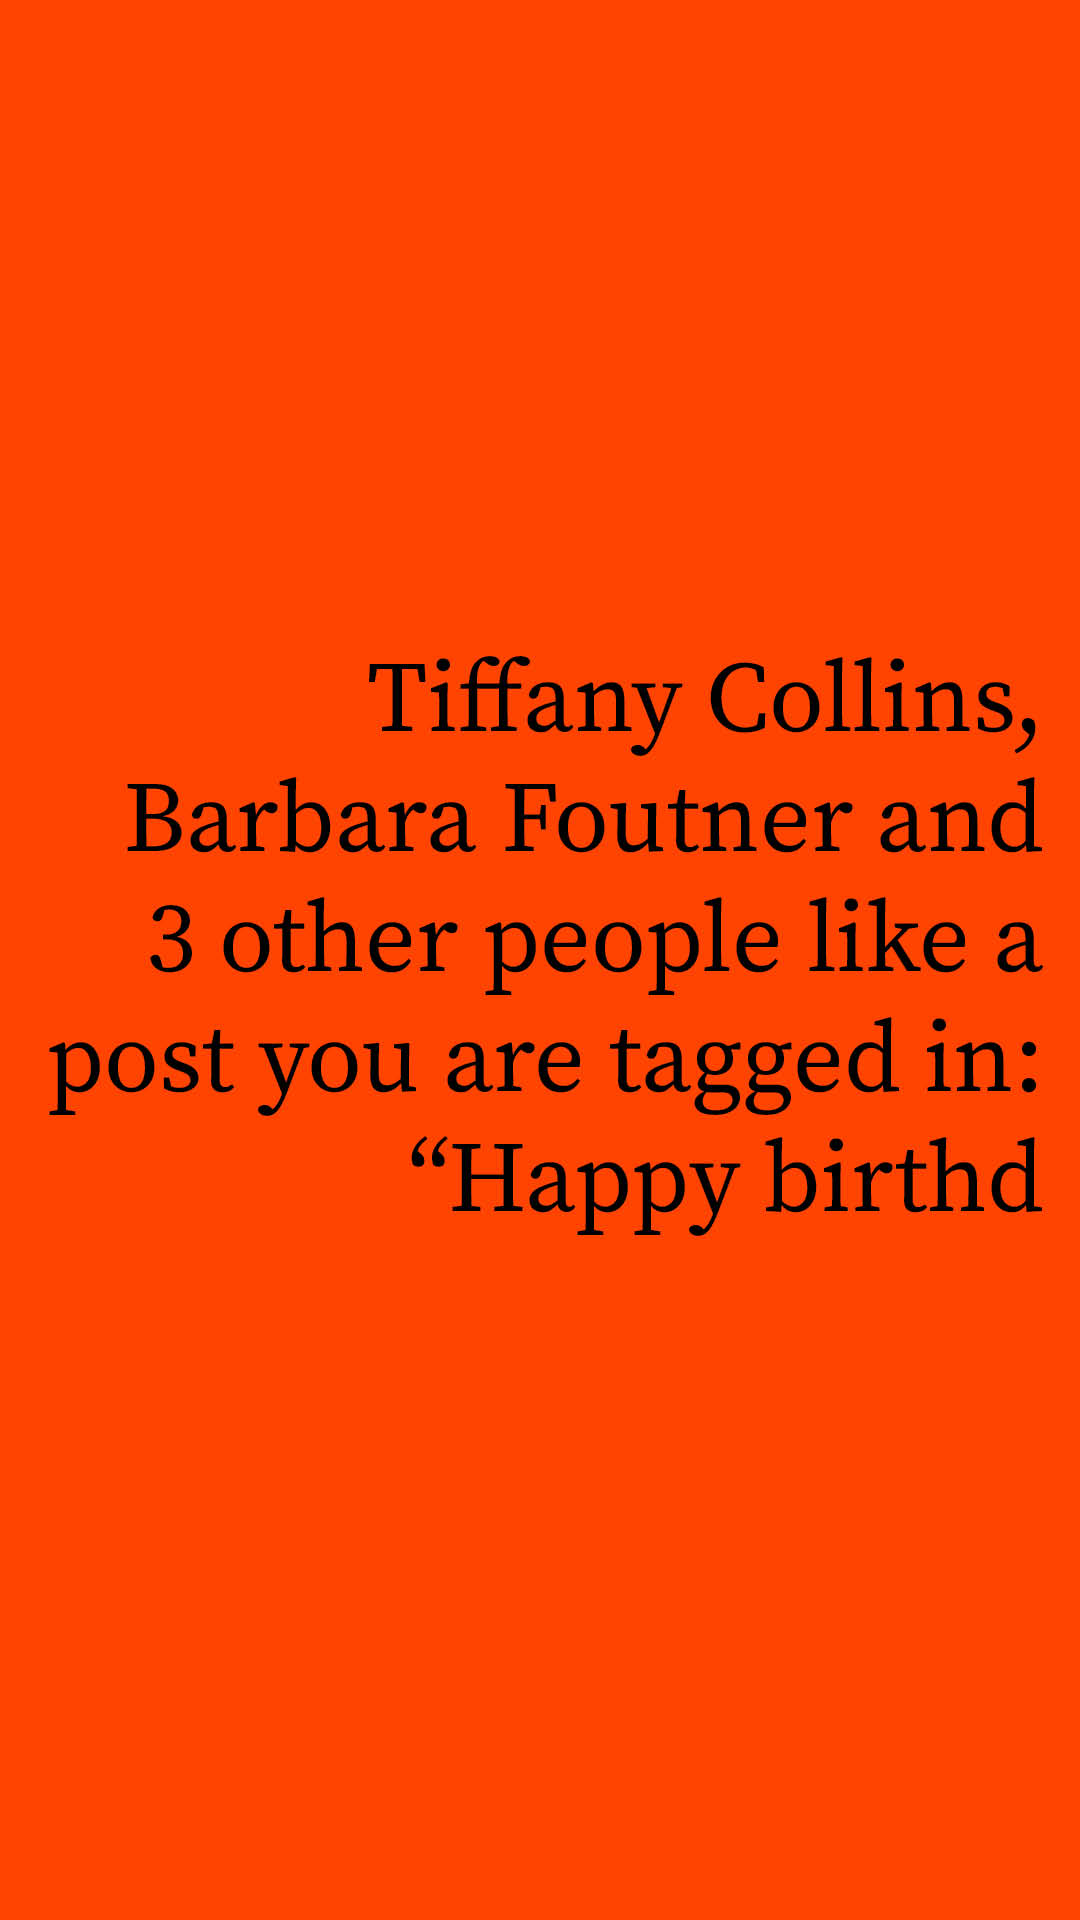 Tiffany Collins,
Barbara Foutner and
3 other people like a
post you are tagged in:
“Happy birthd